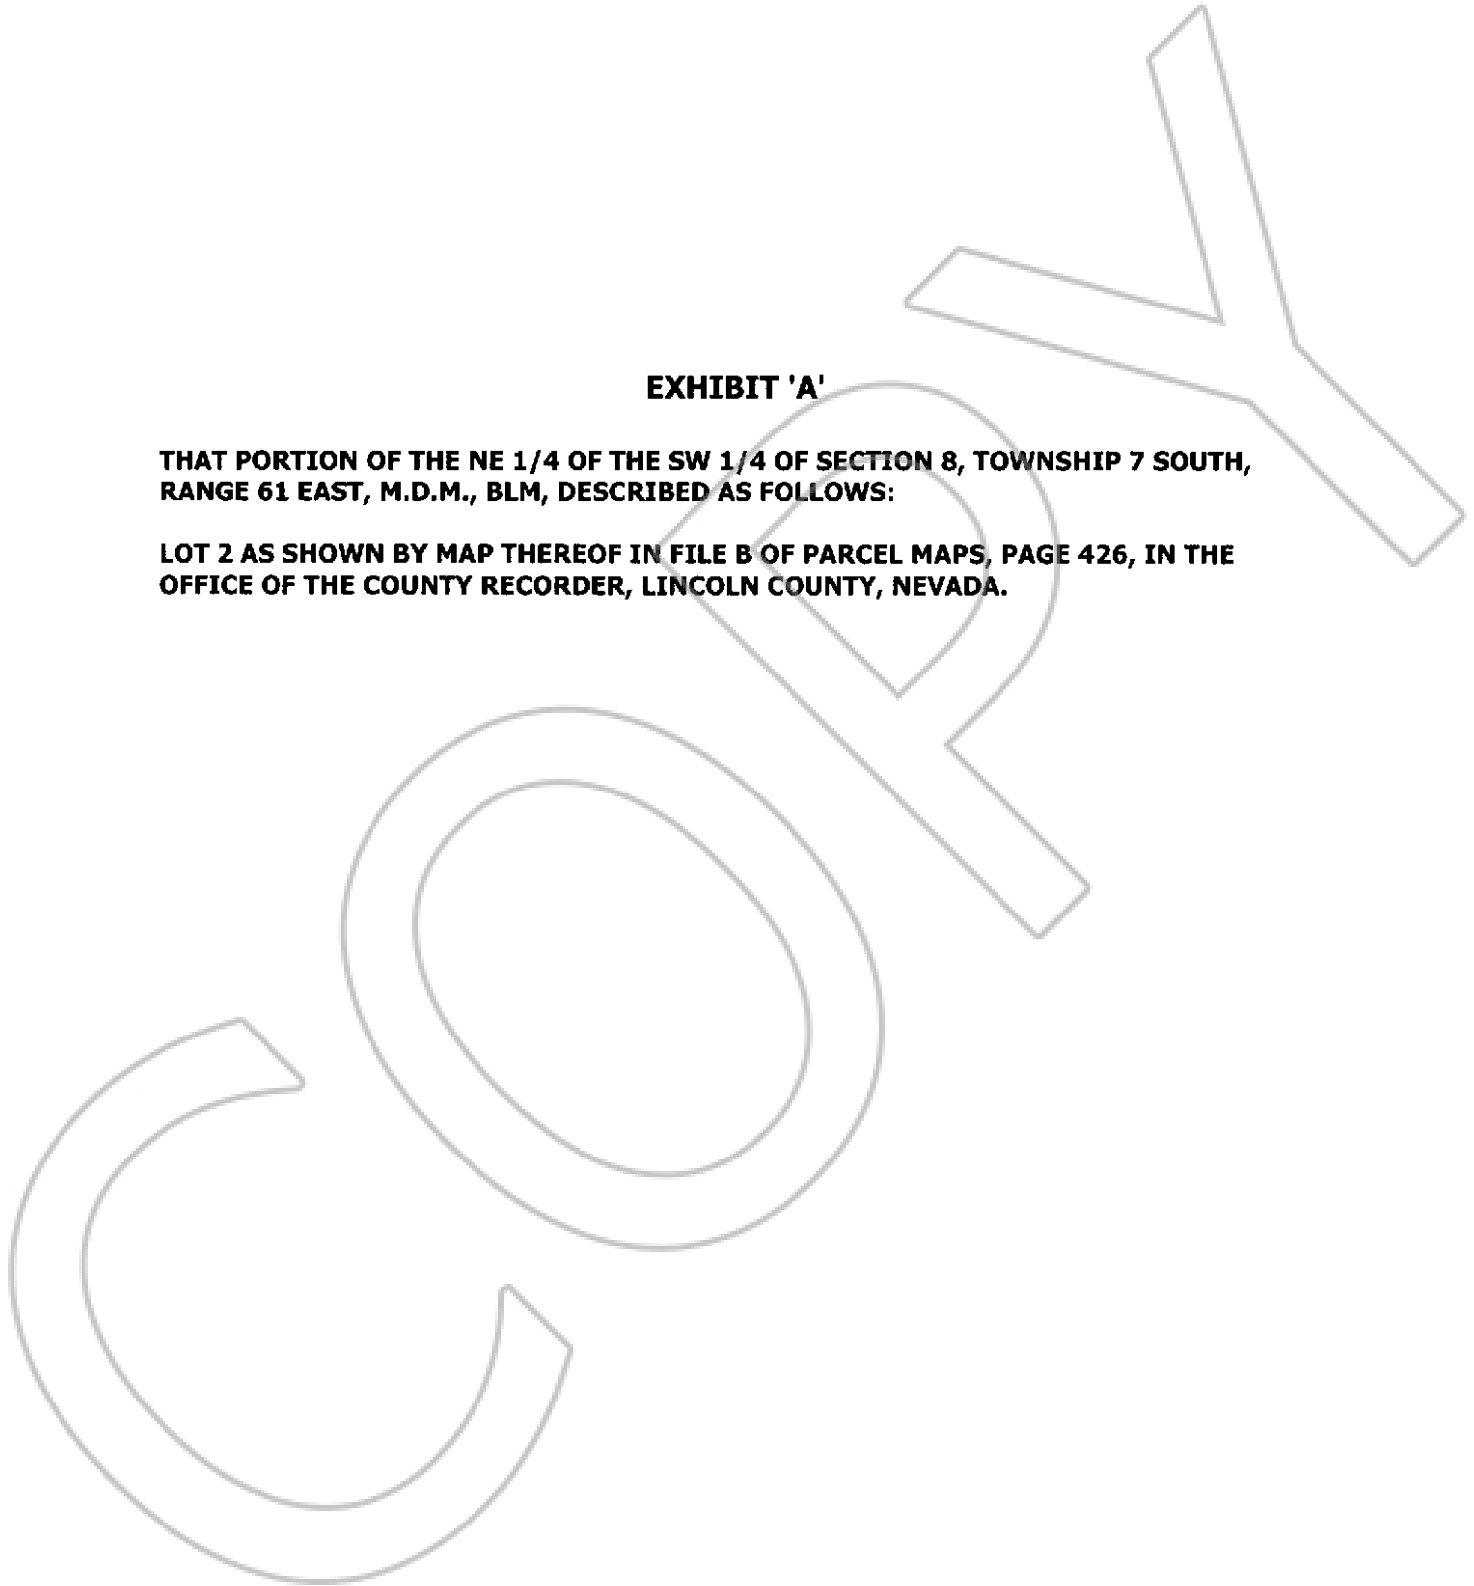 EXHIBIT 'A'
THAT PORTION OF THE NE 1/4 OF THE SW 1/4 OF SECTION 8, TOWNSHIP 7 SOUTH,
RANGE 61 EAST, M.D.M., BLM, DESCRIBED AS FOLLOWS:
LOT 2 AS SHOWN BY MAP THEREOF IN FILE B OF PARCEL MAPS, PAGE 426, IN THE
OFFICE OF THE COUNTY RECORDER, LINCOLN COUNTY, NEVADA.
COPY